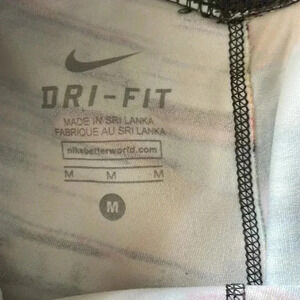 DRI-FIT
MADE IN SRI LANKA
FABRIQUE AU SRI LANKA
nikebetterworld.com
M M M
M